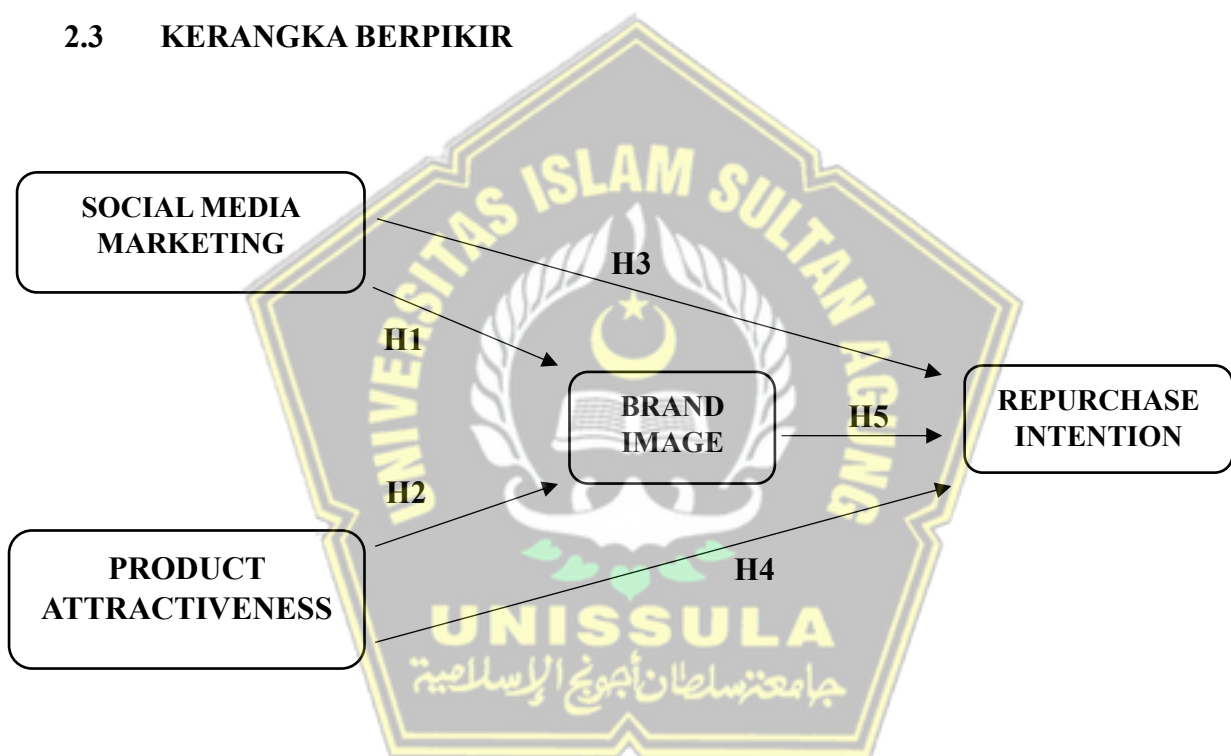 2.3 KERANGKA BERPIKIR
SOCIAL MEDIA
MARKETING
H3
H1
BRAND
IMAGE
H5
REPURCHASE
INTENTION
H2
PRODUCT
ATTRACTIVENESS
H4
UNIVERSITAS ISLAM SULTAN AGUNG
UNISSULA
جامعة سلطان أجونج الإسلامية